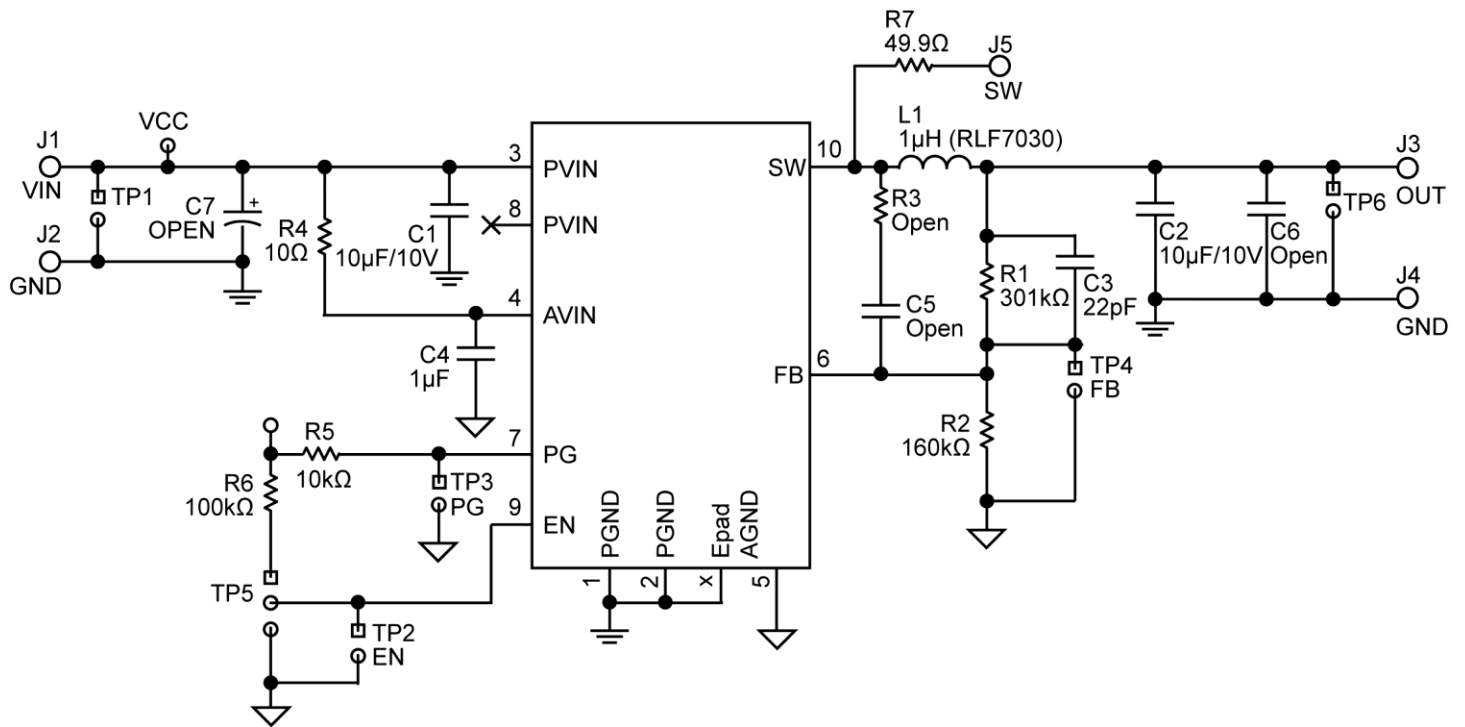 R7
49.9Ω
J5
SW
VCC
J1
VIN
TP1
C7
+
OPEN
R4
10Ω
C1
10µF/10V
J2
GND
3
PVIN
8
PVIN
4
AVIN
C4
1µF
R5
10kΩ
R6
100kΩ
7
PG
TP3
PG
9
EN
TP5
TP2
EN
PGND
PGND
Epad
AGND
1
2
x
5
SW
10
L1
1µH (RLF7030)
R3
Open
C5
Open
FB
6
R1
301kΩ
C3
22pF
TP4
FB
R2
160kΩ
C2
10µF/10V
C6
Open
TP6
J3
OUT
J4
GND